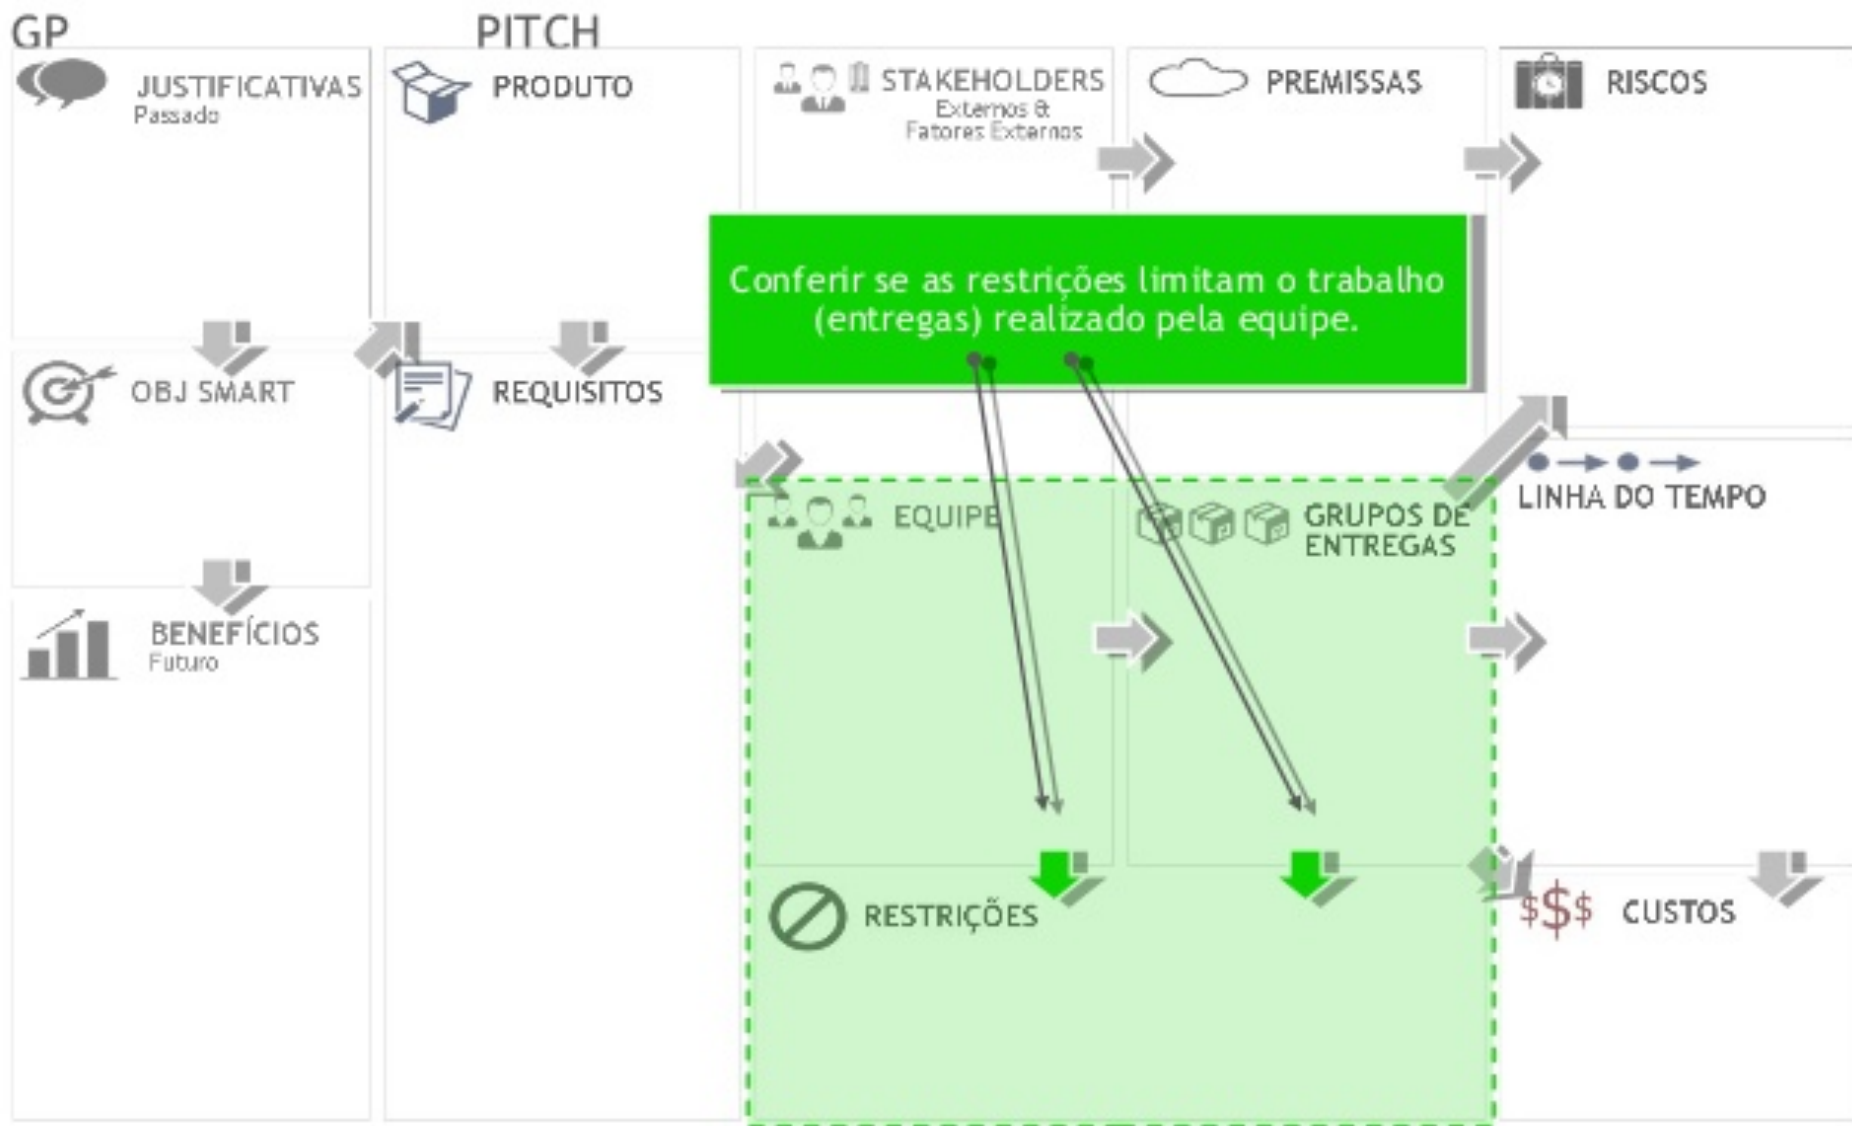 GP
PITCH
JUSTIFICATIVAS
Passado
PRODUTO
STAKEHOLDERS
Externos &
Fatores Externos
PREMISSAS
RISCOS
Conferir se as restrições limitam o trabalho
(entregas) realizado pela equipe.
OBJ SMART
REQUISITOS
BENEFÍCIOS
Futuro
EQUIPE
GRUPOS DE
ENTREGAS
LINHA DO TEMPO
RESTRIÇÕES
$$$ CUSTOS